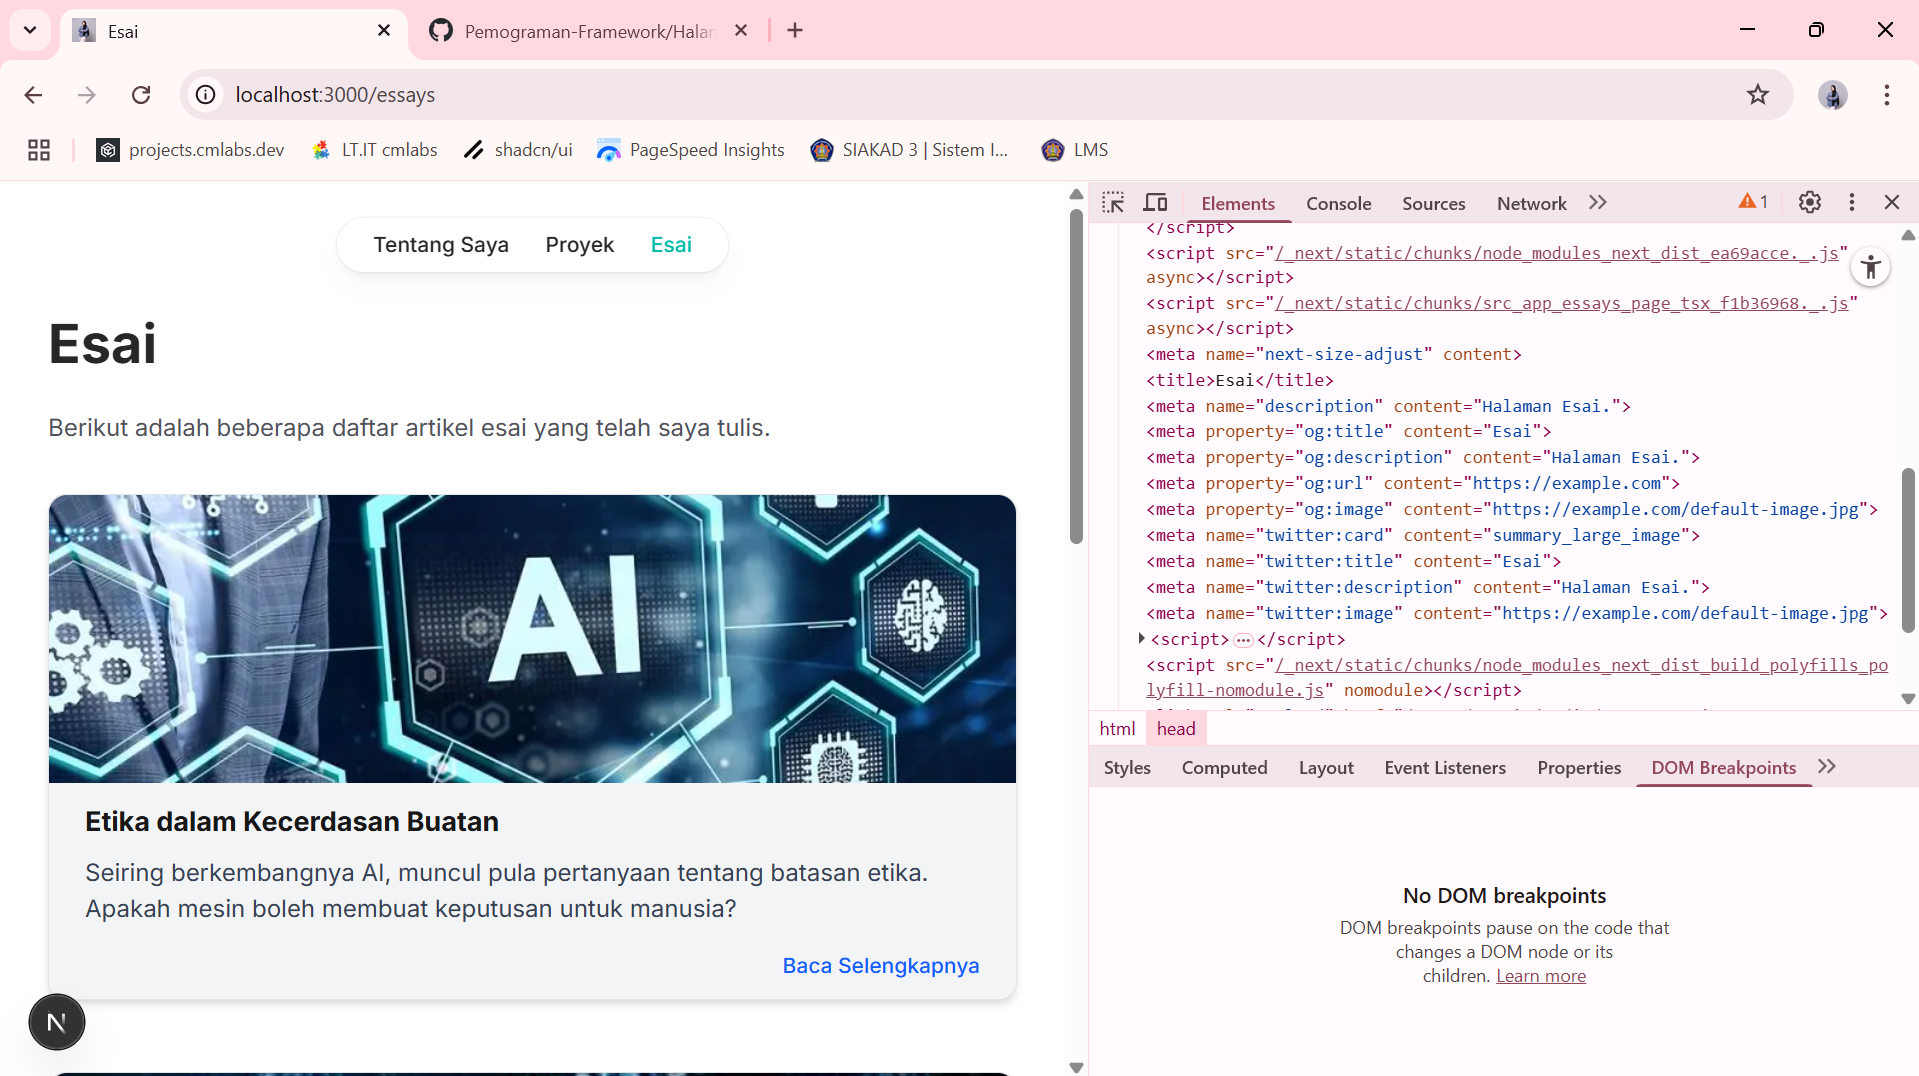 Esai
Pemograman-Framework/Halan
localhost:3000/essays
projects.cmlabs.dev
LT.IT cmlabs
shadcn/ui
PageSpeed Insights
SIAKAD 3 | Sistem I...
LMS
Tentang Saya
Proyek
Esai
Esai
Berikut adalah beberapa daftar artikel esai yang telah saya tulis.
AI
Etika dalam Kecerdasan Buatan
Seiring berkembangnya AI, muncul pula pertanyaan tentang batasan etika.
Apakah mesin boleh membuat keputusan untuk manusia?
Baca Selengkapnya
N
Elements
Console
Sources
Network
1
</script>
<script src="/_next/static/chunks/node_modules_next_dist_ea69acce._.js"
async></script>
<script src="/_next/static/chunks/src_app_essays_page_tsx_f1b36968._.js"
async></script>
<meta name="next-size-adjust" content>
<title>Esai</title>
<meta name="description" content="Halaman Esai.">
<meta property="og:title" content="Esai">
<meta property="og:description" content="Halaman Esai.">
<meta property="og:url" content="https://example.com">
<meta property="og:image" content="https://example.com/default-image.jpg">
<meta name="twitter:card" content="summary_large_image">
<meta name="twitter:title" content="Esai">
<meta name="twitter:description" content="Halaman Esai.">
<meta name="twitter:image" content="https://example.com/default-image.jpg">
<script>…</script>
<script src="/_next/static/chunks/node_modules_next_dist_build_polyfills_po
lyfill-nomodule.js" nomodule></script>
html
head
Styles
Computed
Layout
Event Listeners
Properties
DOM Breakpoints
No DOM breakpoints
DOM breakpoints pause on the code that
changes a DOM node or its
children. Learn more